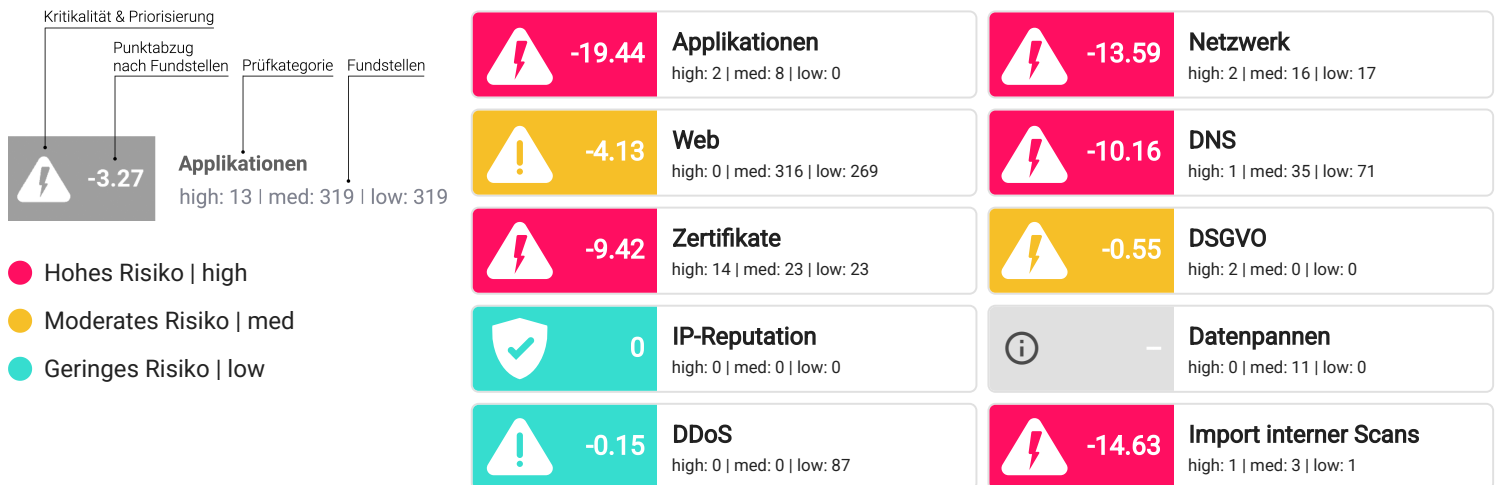 Kritikalität & Priorisierung
Punktabzug
nach Fundstellen
Prüfkategorie
Fundstellen
-3.27
Applikationen
high: 13 | med: 319 | low: 319
Hohes Risiko | high
Moderates Risiko | med
Geringes Risiko | low
-19.44
Applikationen
high: 2 | med: 8 | low: 0
-13.59
Netzwerk
high: 2 | med: 16 | low: 17
-4.13
Web
high: 0 | med: 316 | low: 269
-10.16
DNS
high: 1 | med: 35 | low: 71
-9.42
Zertifikate
high: 14 | med: 23 | low: 23
-0.55
DSGVO
high: 2 | med: 0 | low: 0
0
IP-Reputation
high: 0 | med: 0 | low: 0
–
Datenpannen
high: 0 | med: 11 | low: 0
-0.15
DDoS
high: 0 | med: 0 | low: 87
-14.63
Import interner Scans
high: 1 | med: 3 | low: 1